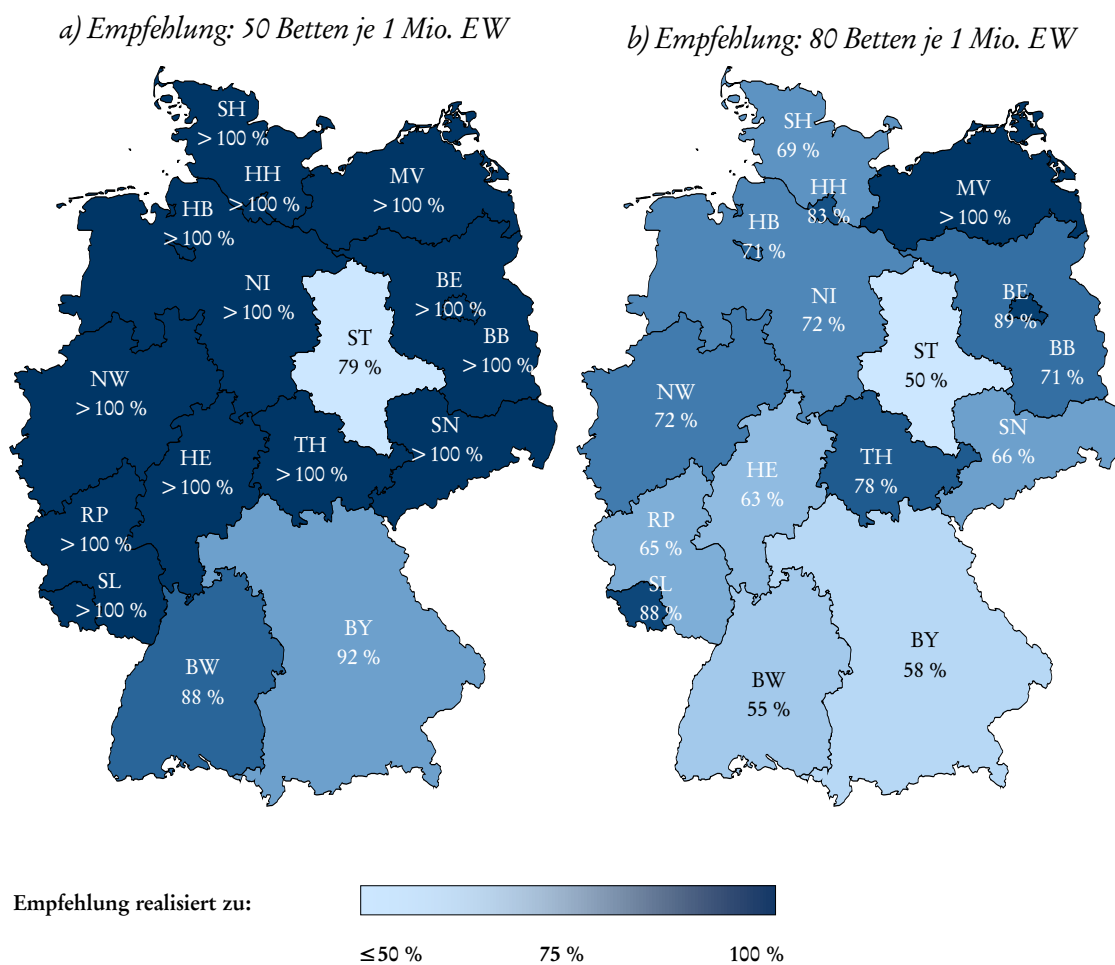 a) Empfehlung: 50 Betten je 1 Mio. EW
SH
> 100 %
HH
> 100 %
MV
> 100 %
HB
> 100 %
NI
> 100 %
BE
> 100 %
ST
79 %
BB
> 100 %
NW
> 100 %
HE
> 100 %
TH
> 100 %
SN
> 100 %
RP
> 100 %
SL
> 100 %
BW
88 %
BY
92 %
b) Empfehlung: 80 Betten je 1 Mio. EW
SH
69 %
HH
83 %
MV
> 100 %
HB
71 %
NI
72 %
BE
89 %
ST
50 %
BB
71 %
NW
72 %
HE
63 %
TH
78 %
SN
66 %
RP
65 %
SL
88 %
BW
55 %
BY
58 %
Empfehlung realisiert zu:
≤50 % 75 % 100 %